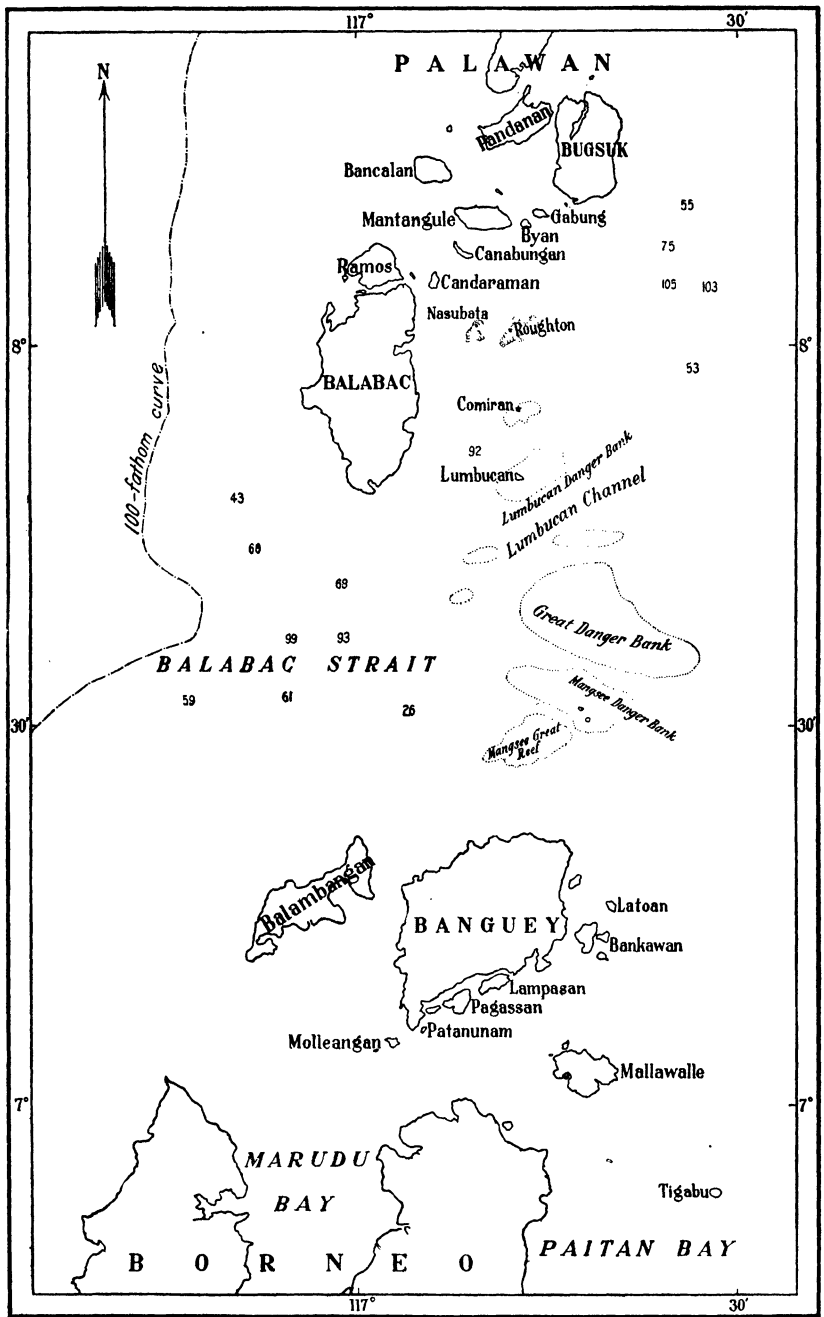 117°
30'
N
PALAWAN
Pandanan
BUGSUK
Bancalan
55
Mantangule
Gabung
Byan
75
Canabungan
Ramos
Candaraman
105
103
Nasubata
Roughton
8°
8°
53
BALABAC
100-fathom curve
Comiran
92
Lumbucan
Lumbucan Danger Bank
Lumbucan Channel
43
68
69
Great Danger Bank
99
93
BALABAC STRAIT
Mangsee Danger Bank
59
61
26
30'
30'
Mangsee Great
Reef
Balambangan
BANGUEY
Latoan
Bankawan
Lampasan
Pagassan
Patanunam
Molleangan
Mallawalle
7°
7°
MARUDU
BAY
Tigabu
BORNEO
PAITAN BAY
117°
30'